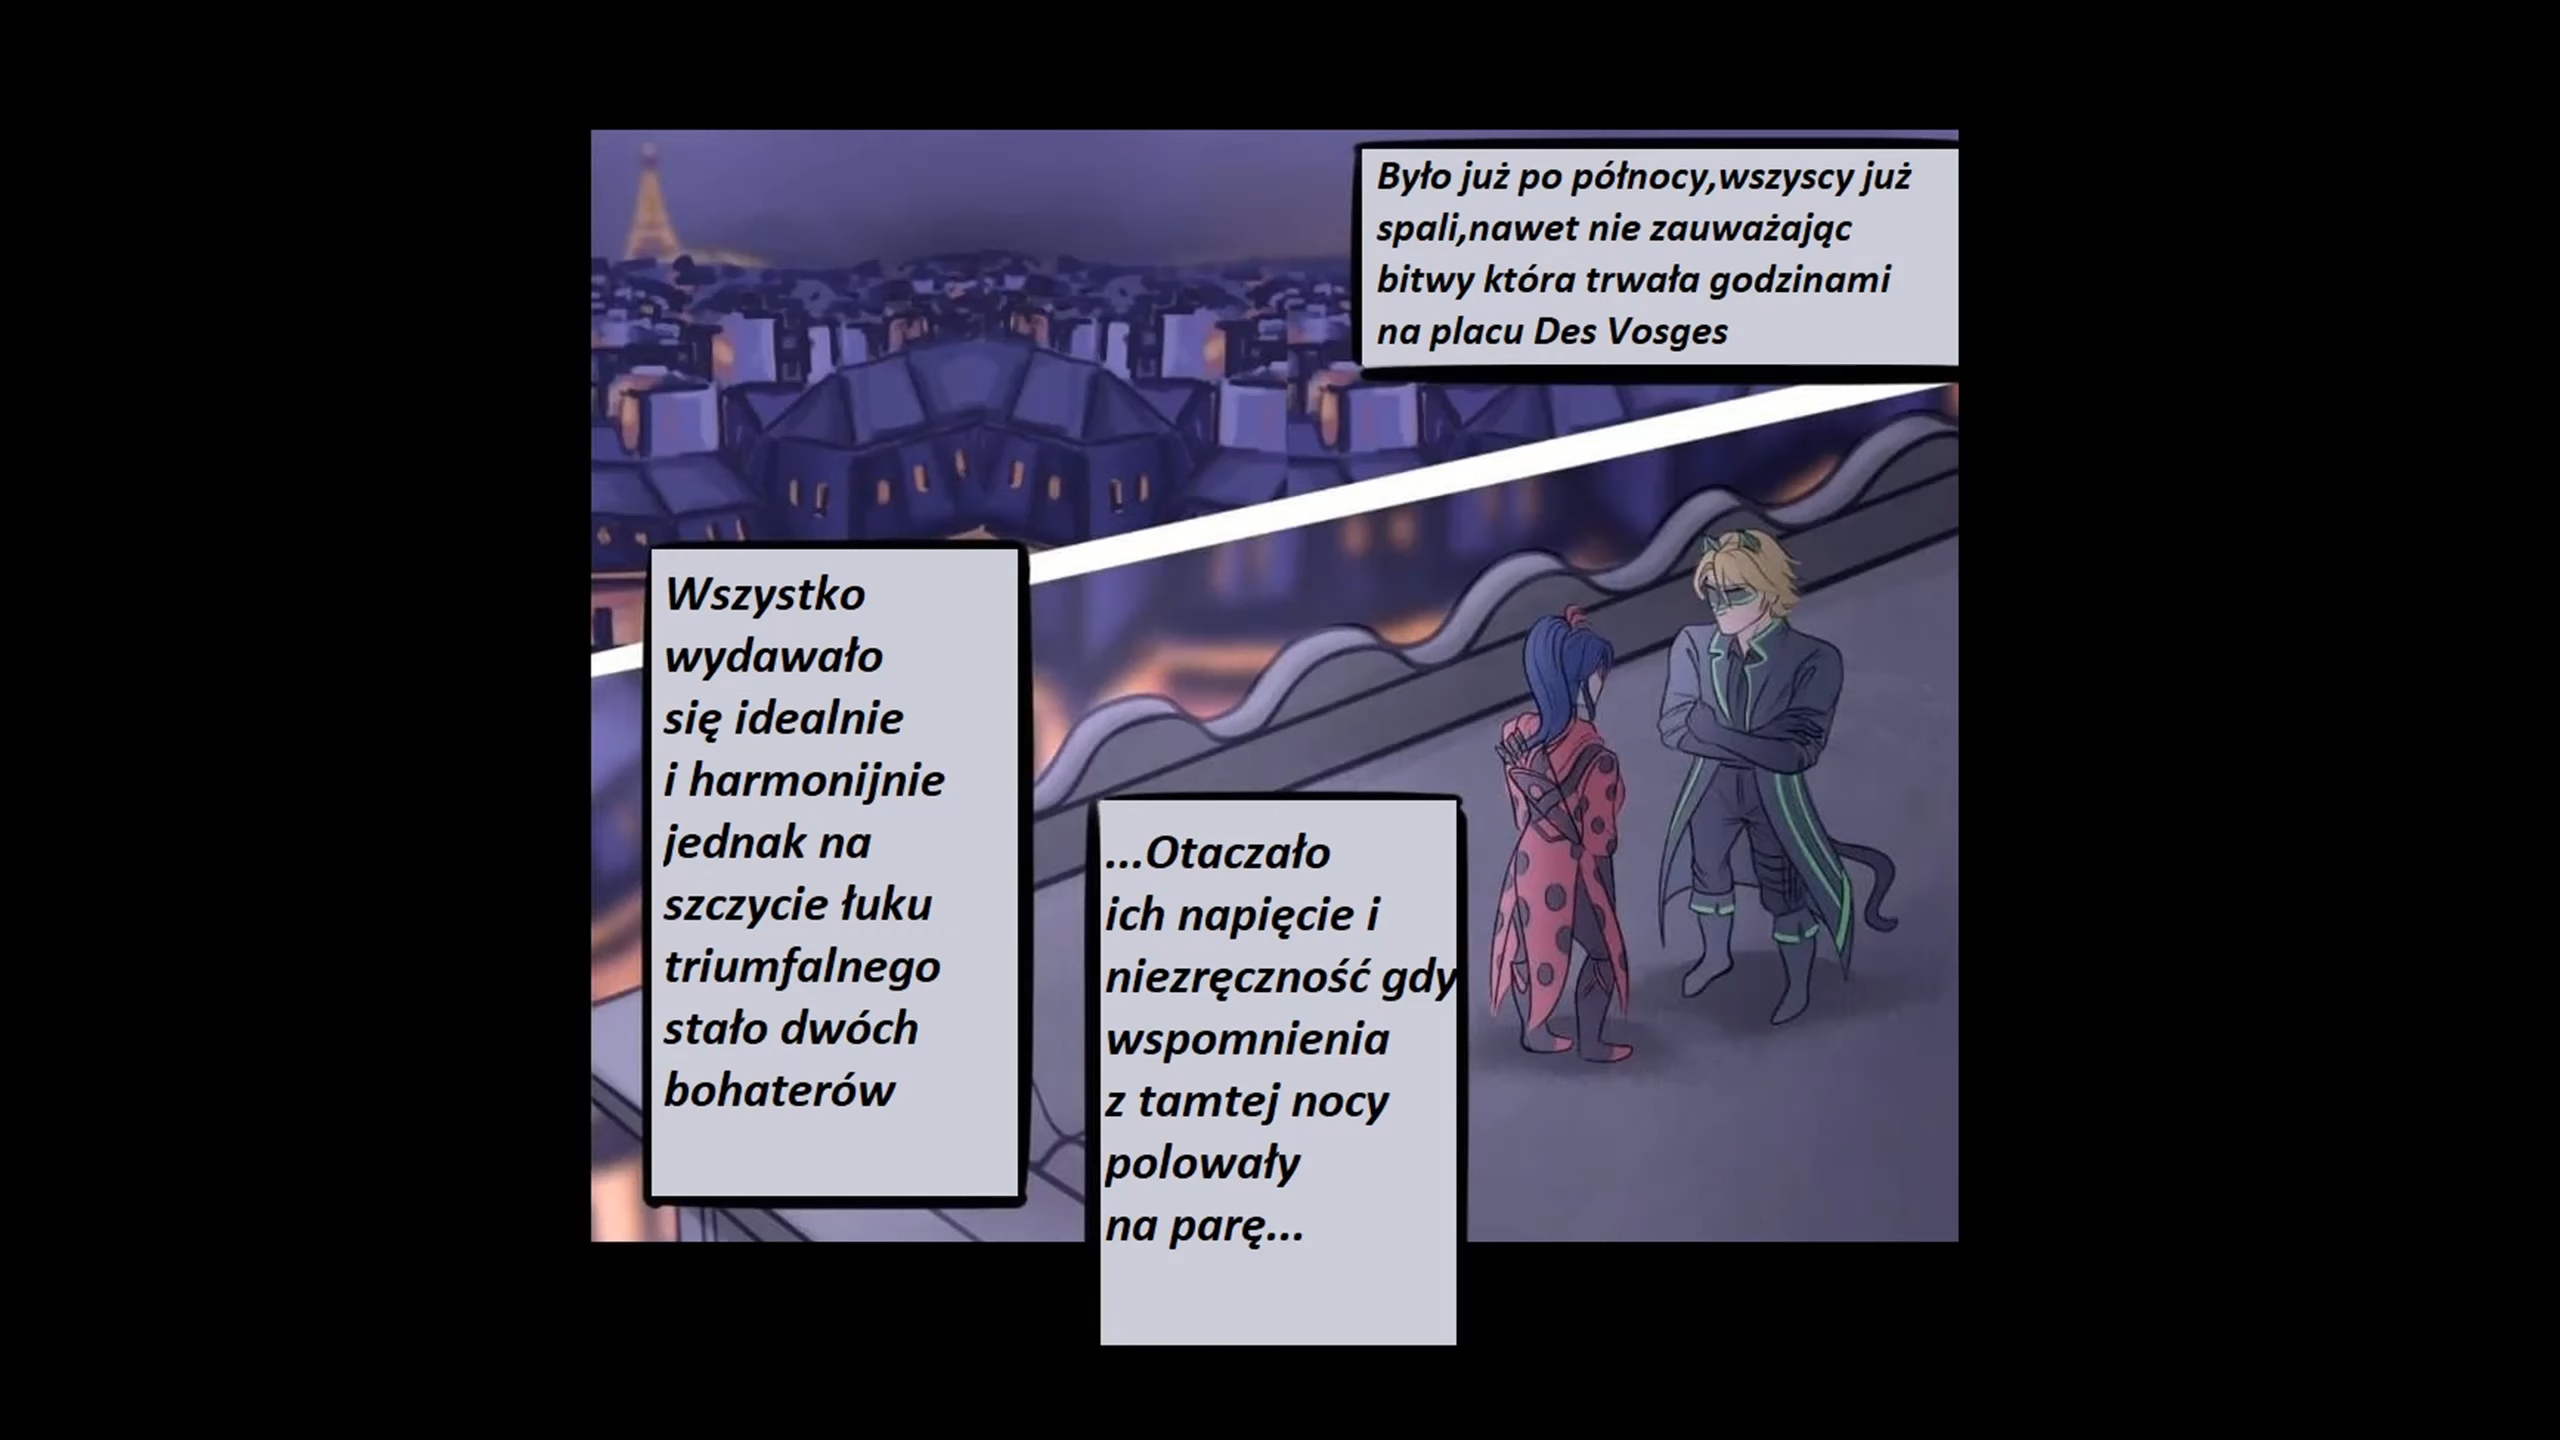 Było już po północy,wszyscy już
spali,nawet nie zauważając
bitwy która trwała godzinami
na placu Des Vosges
Wszystko
wydawało
się idealnie
i harmonijnie
jednak na
szczycie łuku
triumfalnego
stało dwóch
bohaterów
...Otaczało
ich napięcie i
niezręczność gdy
wspomnienia
z tamtej nocy
polowały
na parę...